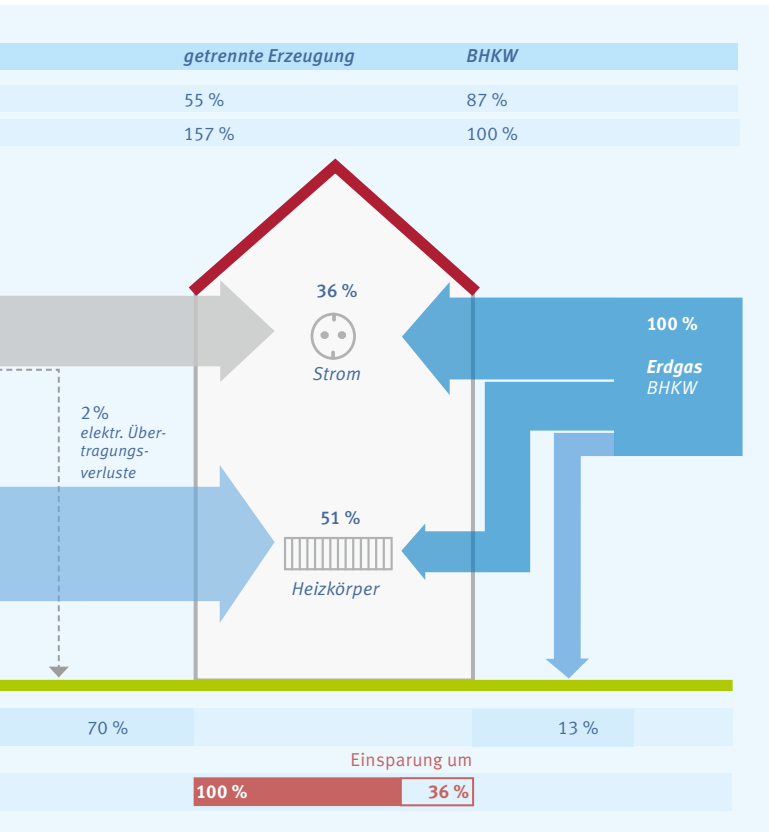 getrennte Erzeugung BHKW
55 % 87 %
157 % 100 %
36 %
Strom
100 %
Erdgas
BHKW
2 %
elektr. Über-
tragungs-
verluste
51 %
Heizkörper
70 % 13 %
Einsparung um
100 % 36 %